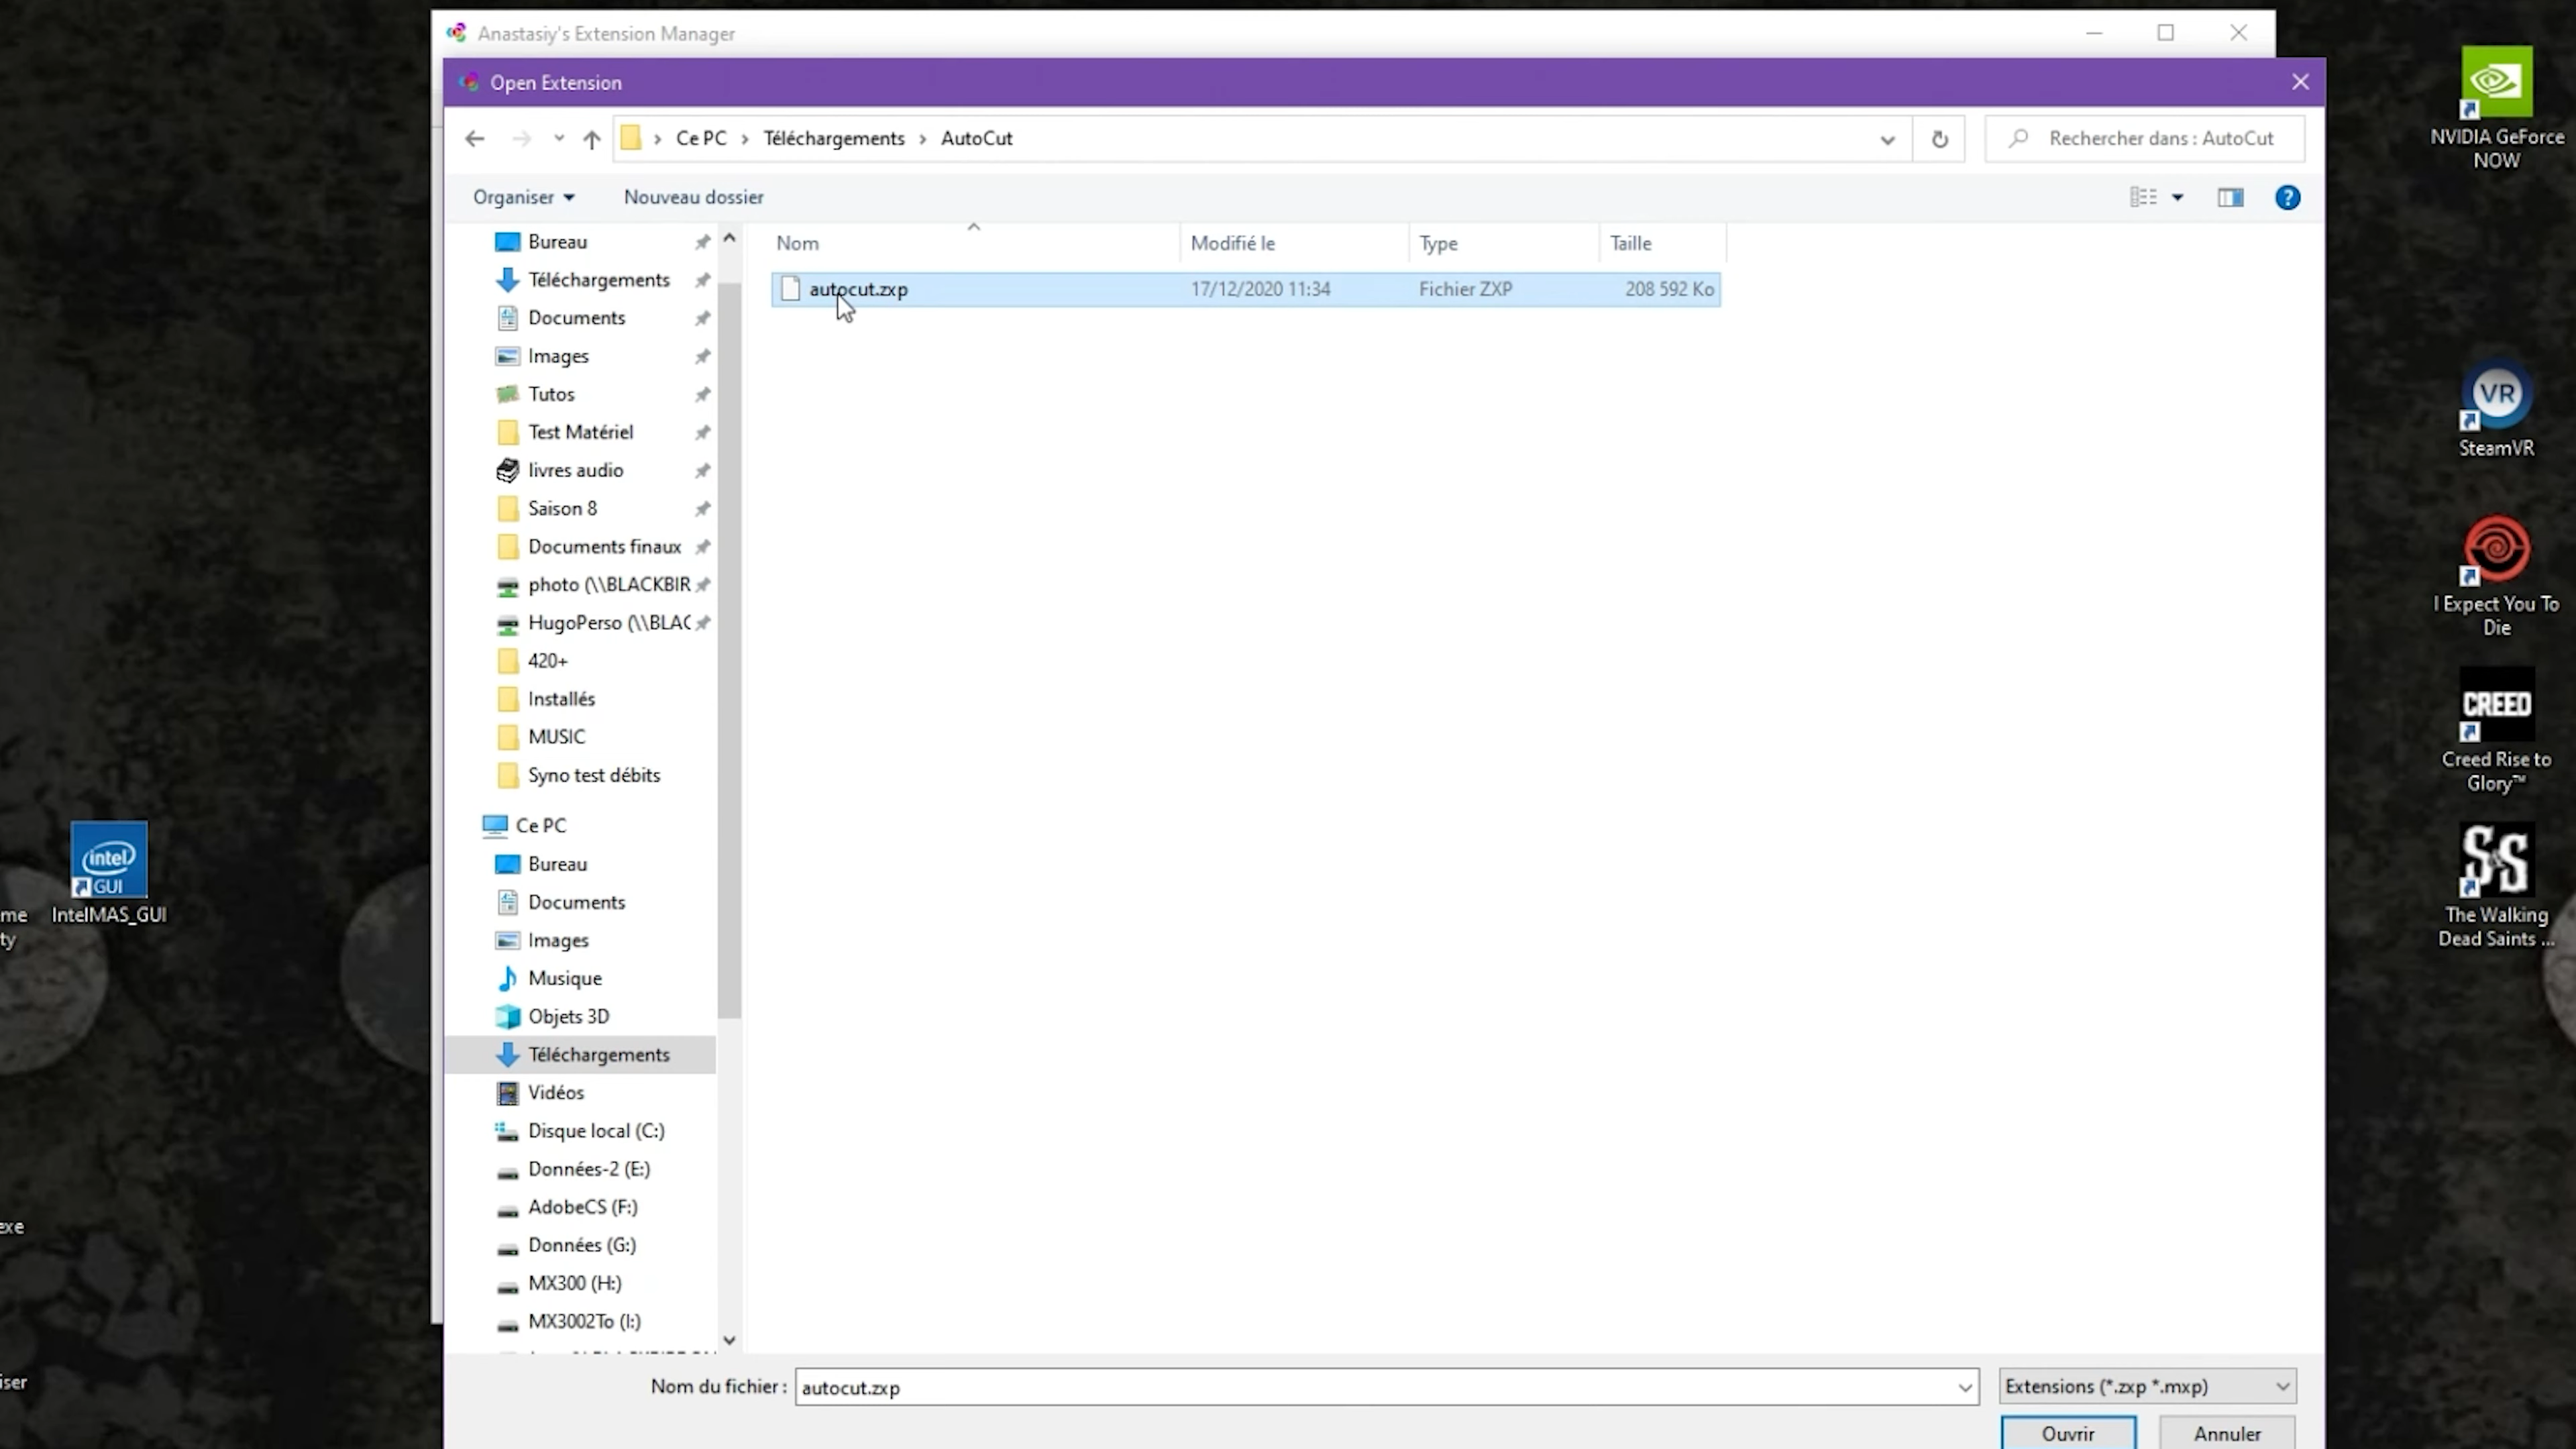 Anastasiy's Extension Manager
Open Extension
Ce PC › Téléchargements › AutoCut
Rechercher dans : AutoCut
Organiser
Nouveau dossier
Nom
Modifié le
Type
Taille
autocut.zxp
17/12/2020 11:34
Fichier ZXP
208 592 Ko
Bureau
Téléchargements
Documents
Images
Tutos
Test Matériel
livres audio
Saison 8
Documents finaux
photo (\\BLACKBIR
HugoPerso (\\BLAC
420+
Installés
MUSIC
Syno test débits
Ce PC
Bureau
Documents
Images
Musique
Objets 3D
Téléchargements
Vidéos
Disque local (C:)
Données-2 (E:)
AdobeCS (F:)
Données (G:)
MX300 (H:)
MX3002To (I:)
Nom du fichier :
autocut.zxp
Extensions (*.zxp *.mxp)
Ouvrir
Annuler
me
ty
intel
GUI
IntelMAS_GUI
exe
iser
NVIDIA GeForce
NOW
VR
SteamVR
I Expect You To
Die
CREED
Creed Rise to
Glory™
S&S
The Walking
Dead Saints ...